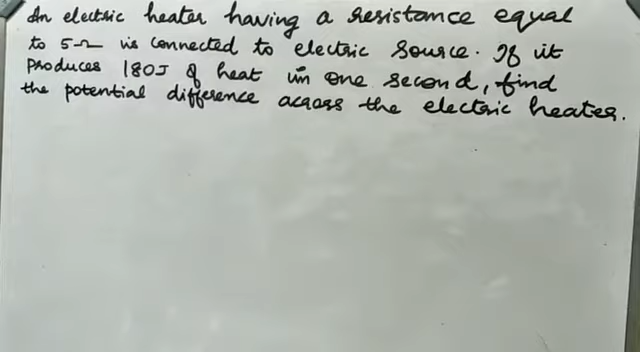 An electric heater having a resistance equal
to 5Ω is connected to electric source. If it
produces 180J of heat in one second, find
the potential difference across the electric heater.